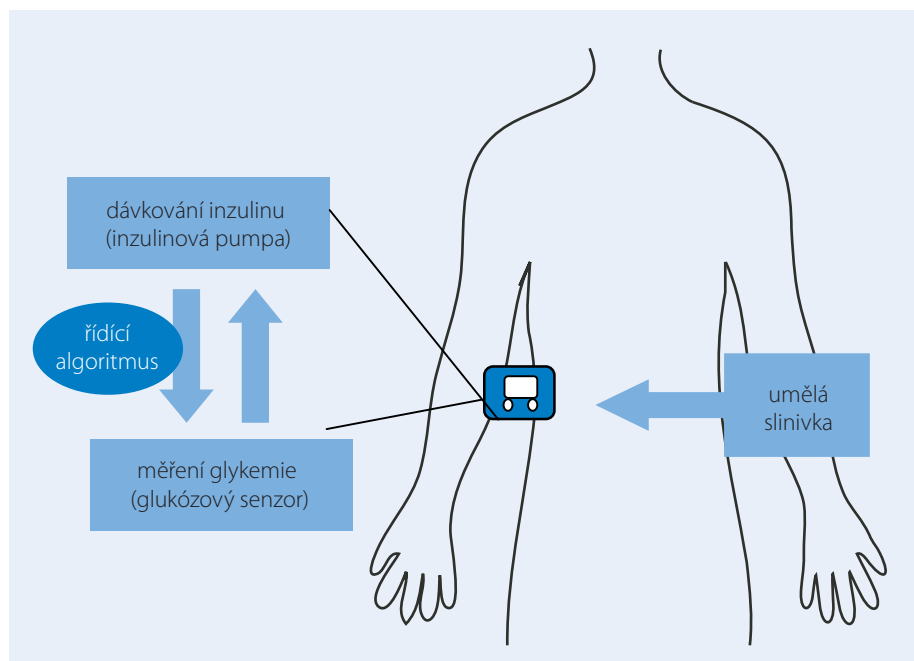 dávkování inzulinu
(inzulinová pumpa)
řídící
algoritmus
měření glykemie
(glukózový senzor)
umělá
slinivka